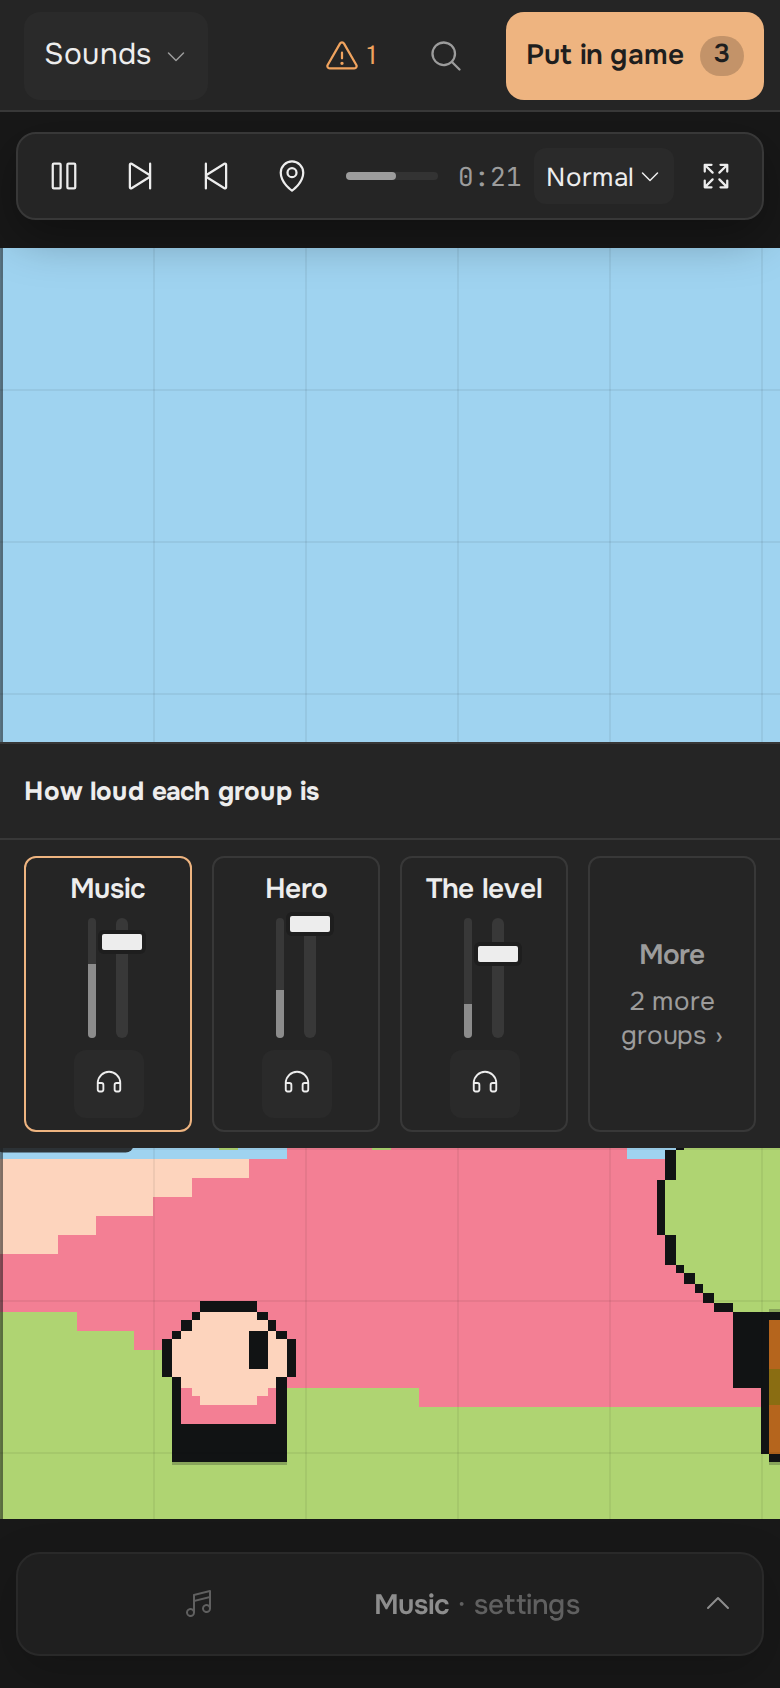 Sounds
1
Put in game 3
0:21
Normal
How loud each group is
Music
Hero
The level
More
2 more
groups ›
Music · settings